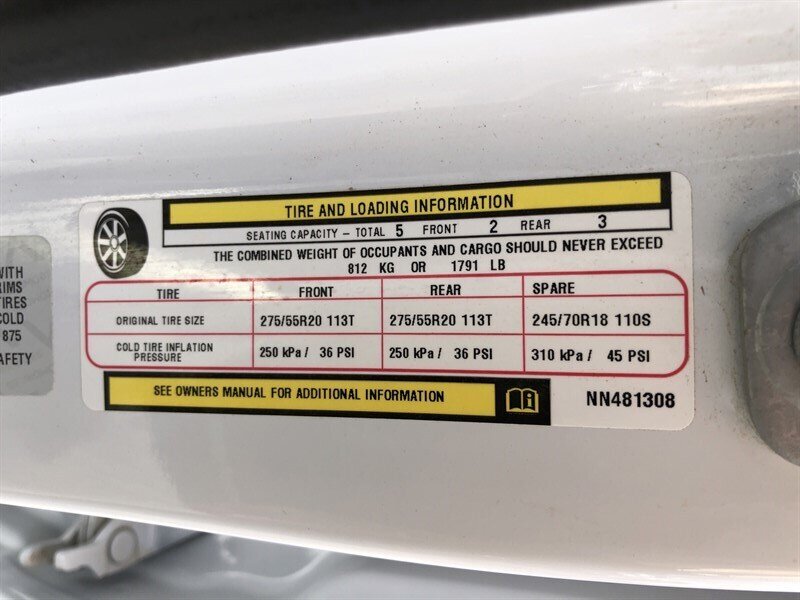 TIRE AND LOADING INFORMATION
SEATING CAPACITY – TOTAL 5 FRONT 2 REAR 3
THE COMBINED WEIGHT OF OCCUPANTS AND CARGO SHOULD NEVER EXCEED
812 KG OR 1791 LB
TIRE FRONT REAR SPARE
ORIGINAL TIRE SIZE 275/55R20 113T 275/55R20 113T 245/70R18 110S
COLD TIRE INFLATION PRESSURE 250 kPa / 36 PSI 250 kPa / 36 PSI 310 kPa / 45 PSI
SEE OWNERS MANUAL FOR ADDITIONAL INFORMATION
NN481308
WITH
RIMS
TIRES
COLD
875
SAFETY